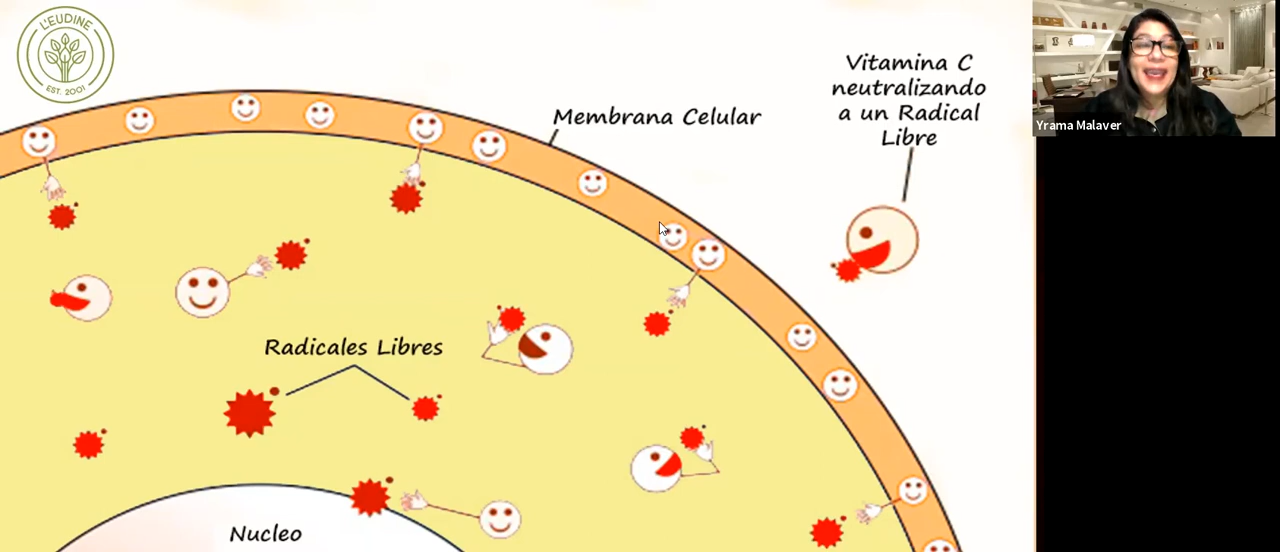 L'EUDINE
EST. 2001
Membrana Celular
Vitamina C
neutralizando
a un Radical
Libre
Yrama Malaver
Radicales Libres
Nucleo